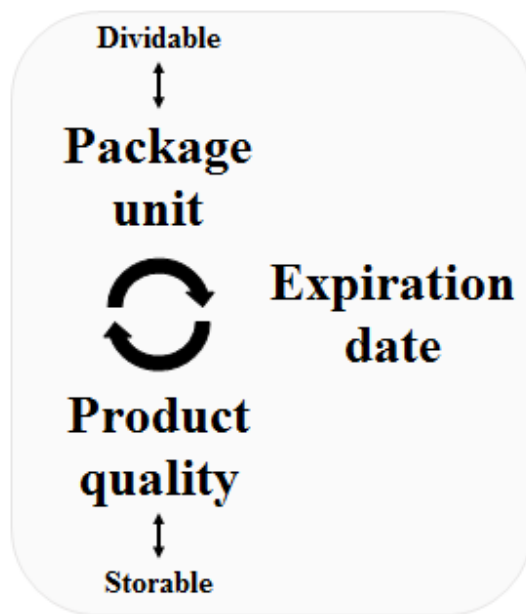 Dividable
Package
unit
Expiration
date
Product
quality
Storable